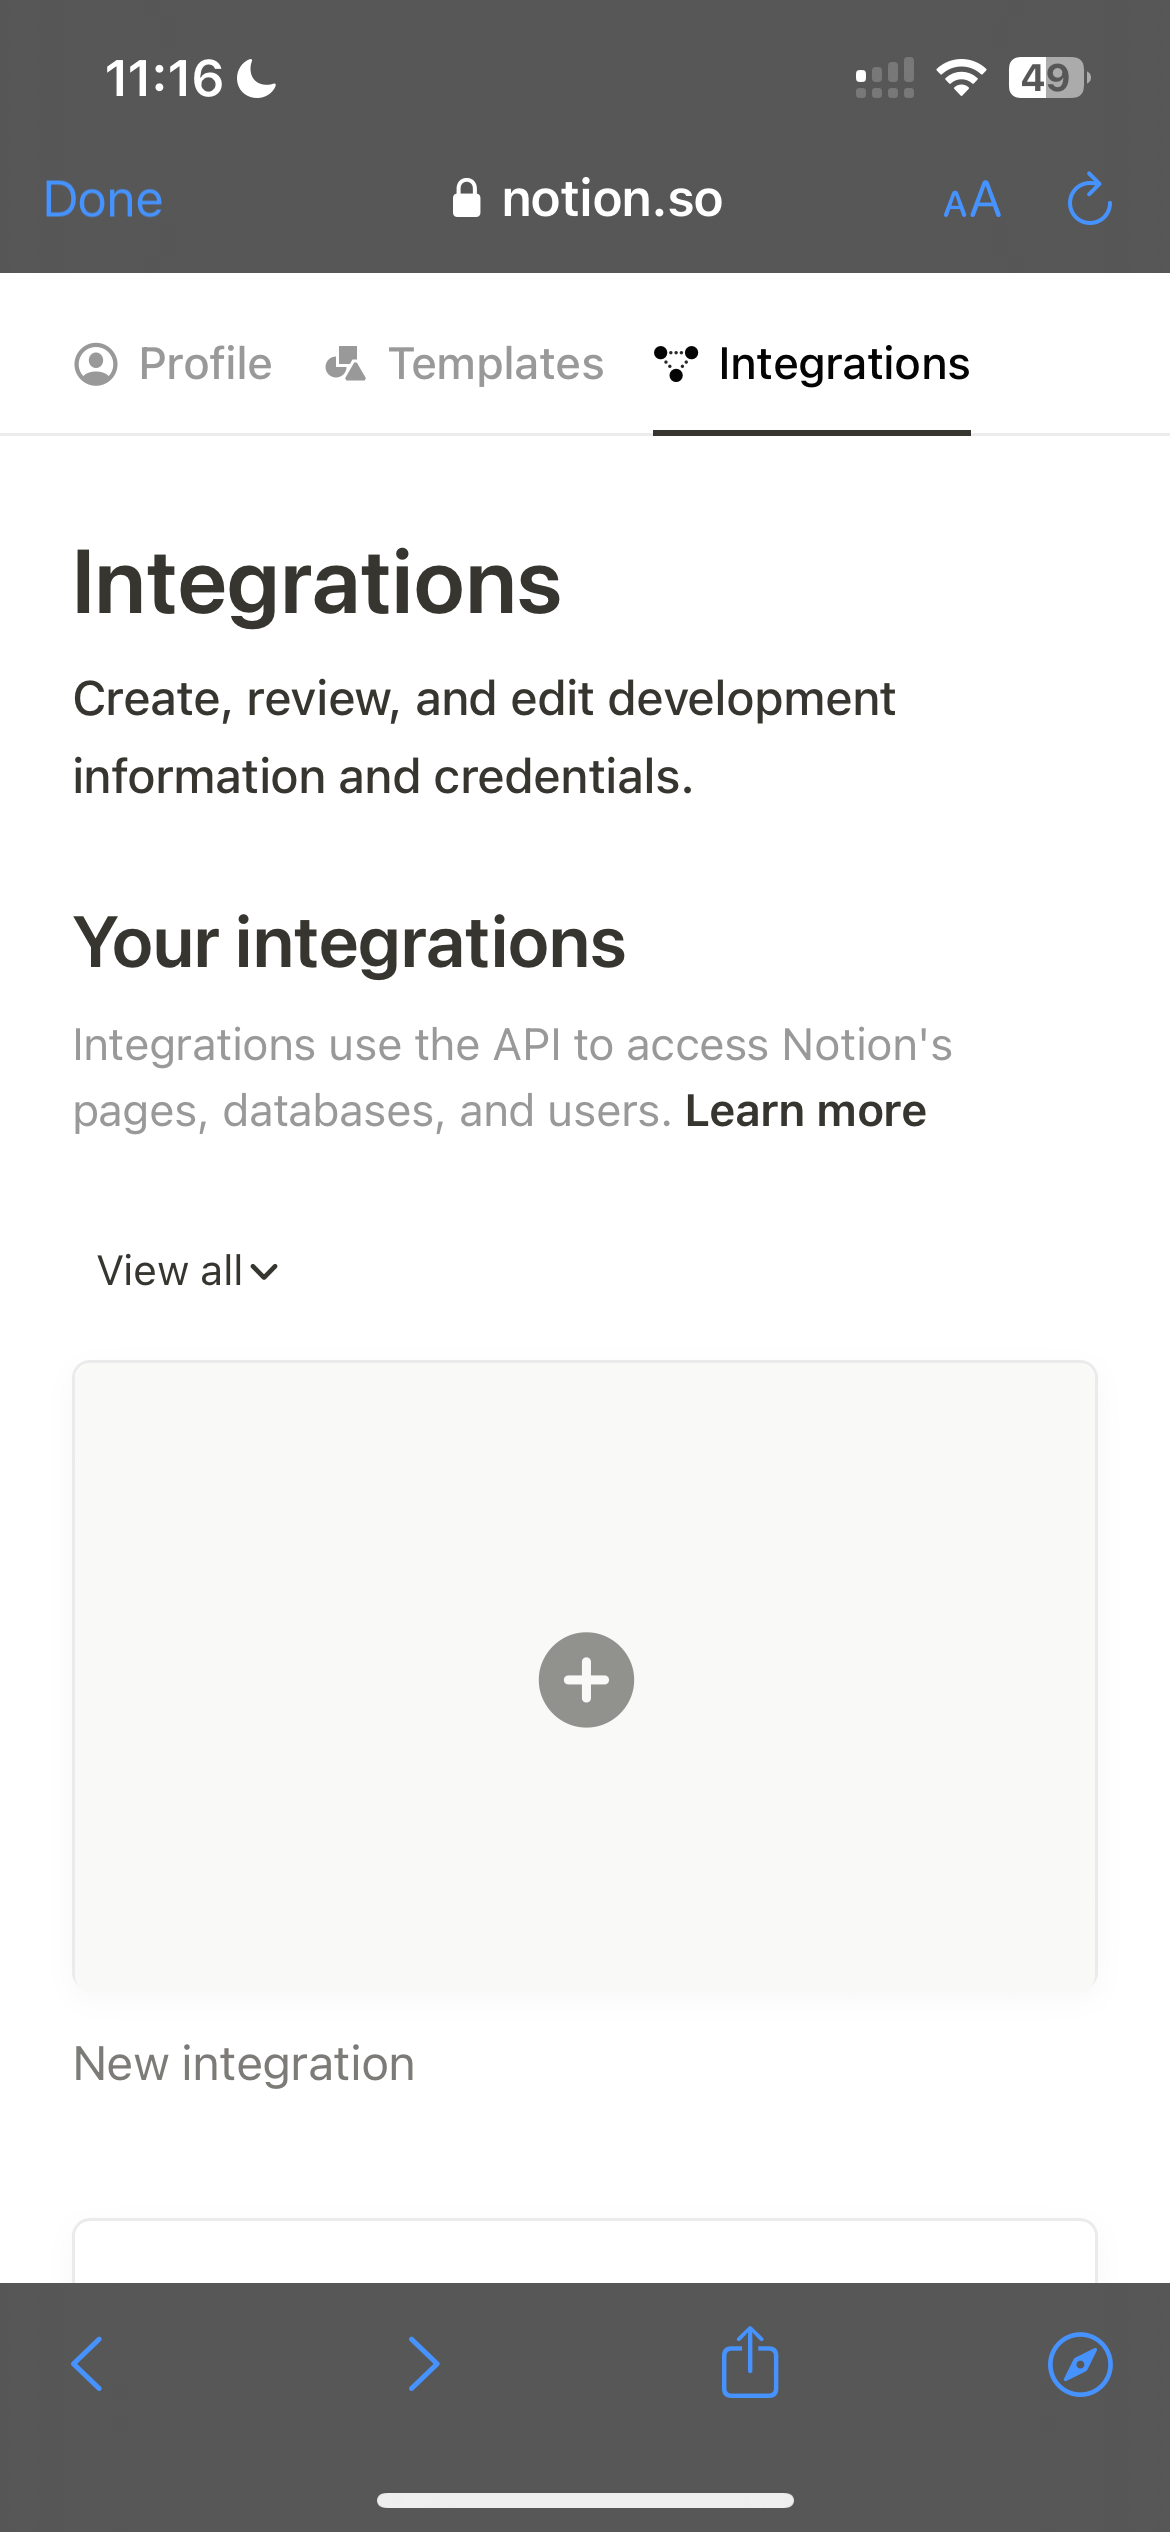 11:16
49
Done
notion.so
AA
Profile
Templates
Integrations
Integrations
Create, review, and edit development
information and credentials.
Your integrations
Integrations use the API to access Notion's
pages, databases, and users. Learn more
View all
New integration